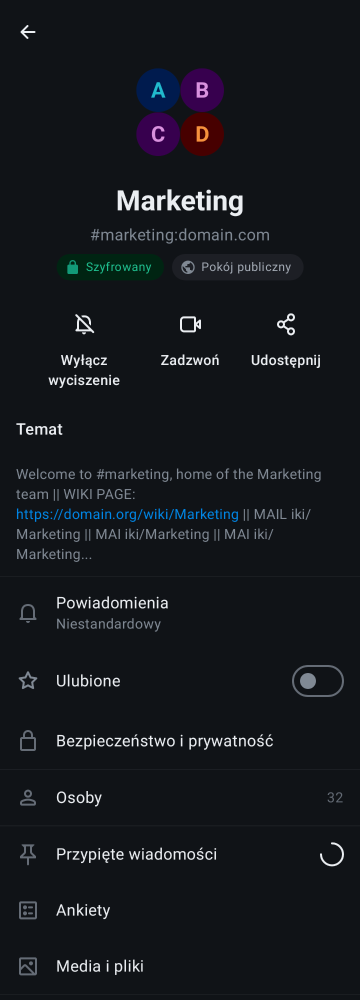 A B
C D
Marketing
#marketing:domain.com
Szyfrowany Pokój publiczny
Wyłącz wyciszenie
Zadzwoń
Udostępnij
Temat
Welcome to #marketing, home of the Marketing
team || WIKI PAGE:
https://domain.org/wiki/Marketing || MAIL iki/
Marketing || MAI iki/Marketing || MAI iki/
Marketing...
Powiadomienia
Niestandardowy
Ulubione
Bezpieczeństwo i prywatność
Osoby 32
Przypięte wiadomości
Ankiety
Media i pliki